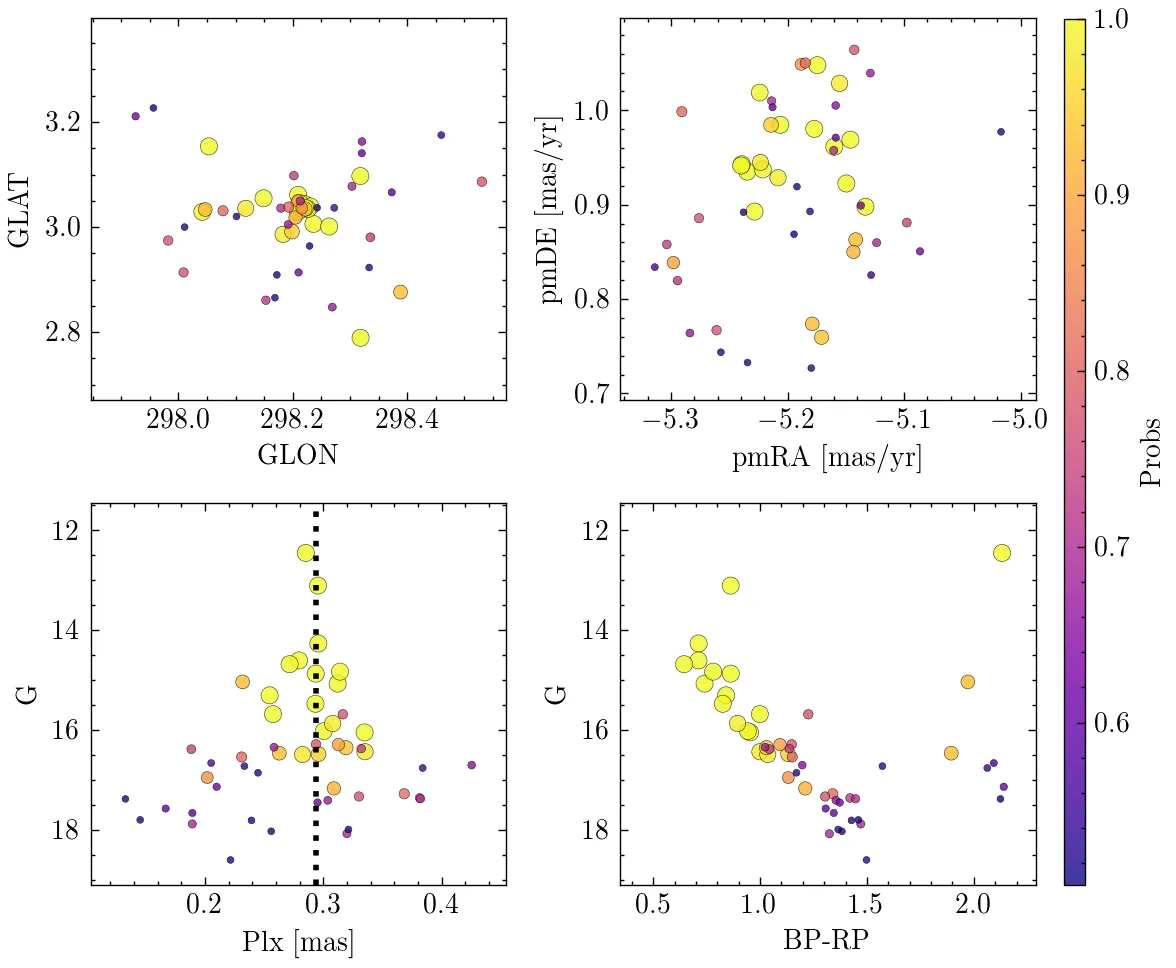 3.2
3.0
2.8
GLAT
298.0 298.2 298.4
GLON
1.0
0.9
0.8
0.7
pmDE [mas/yr]
−5.3 −5.2 −5.1 −5.0
pmRA [mas/yr]
12
14
16
18
G
0.2 0.3 0.4
Plx [mas]
12
14
16
18
G
0.5 1.0 1.5 2.0
BP-RP
1.0
0.9
0.8
0.7
0.6
Probs